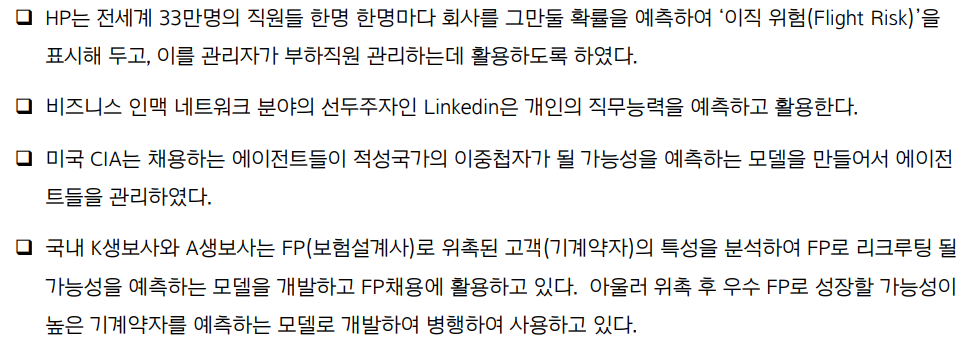 ❑ HP는 전세계 33만명의 직원들 한명 한명마다 회사를 그만둘 확률을 예측하여 ‘이직 위험(Flight Risk)’을
표시해 두고, 이를 관리자가 부하직원 관리하는데 활용하도록 하였다.
❑ 비즈니스 인맥 네트워크 분야의 선두주자인 Linkedin은 개인의 직무능력을 예측하고 활용한다.
❑ 미국 CIA는 채용하는 에이전트들이 적성국가의 이중첩자가 될 가능성을 예측하는 모델을 만들어서 에이전
트들을 관리하였다.
❑ 국내 K생보사와 A생보사는 FP(보험설계사)로 위촉된 고객(기계약자)의 특성을 분석하여 FP로 리크루팅 될
가능성을 예측하는 모델을 개발하고 FP채용에 활용하고 있다. 아울러 위촉 후 우수 FP로 성장할 가능성이
높은 기계약자를 예측하는 모델로 개발하여 병행하여 사용하고 있다.